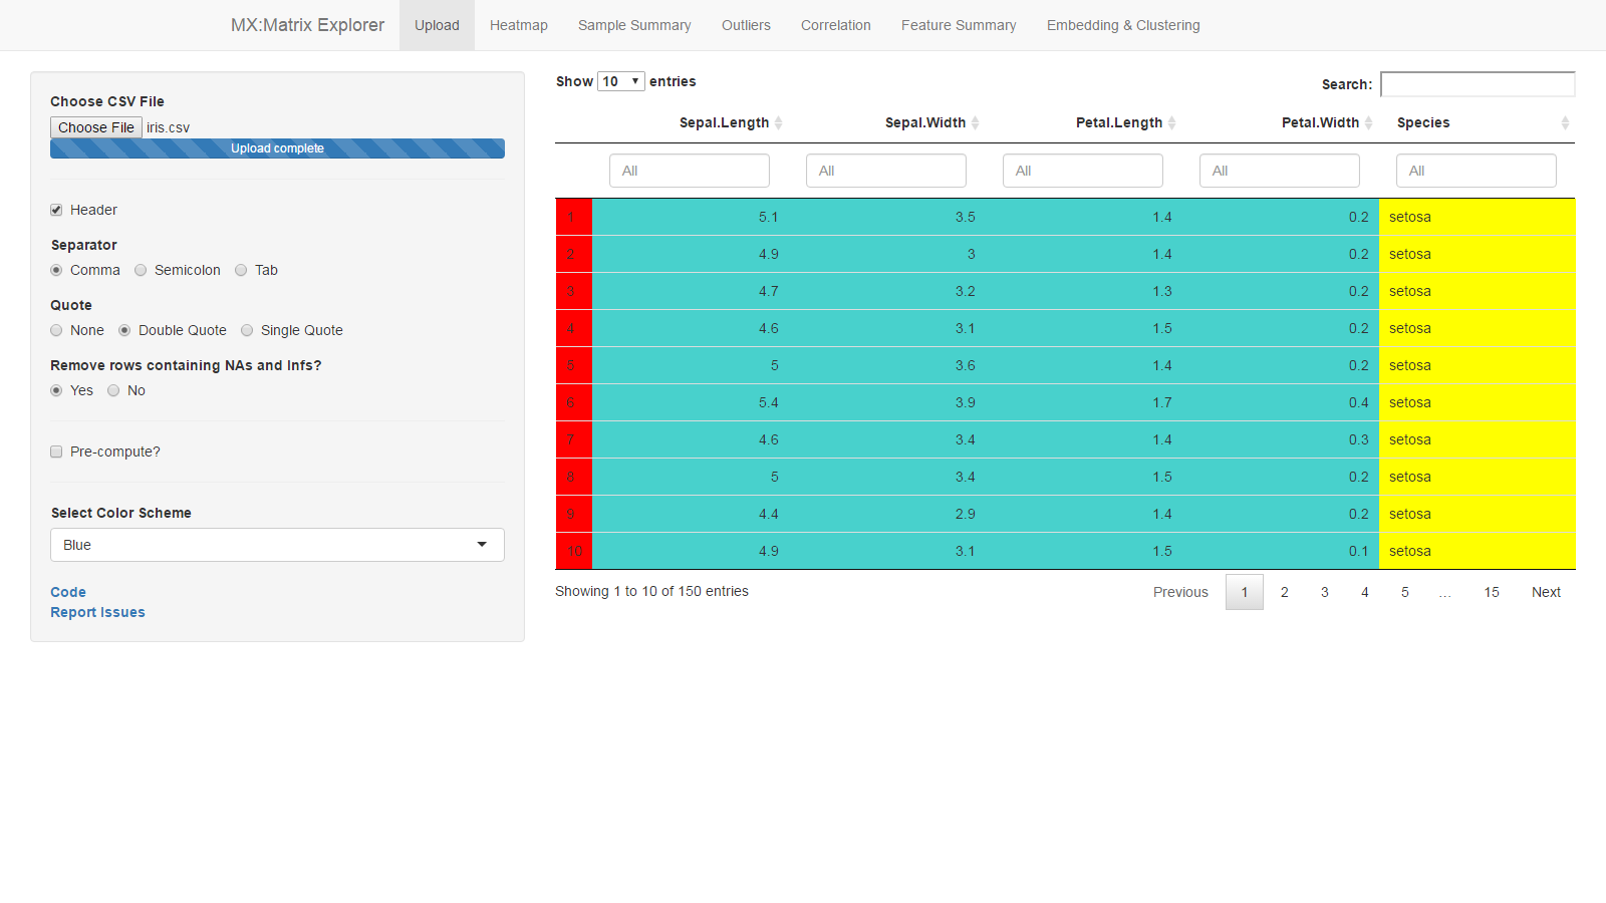 MX:Matrix Explorer Upload Heatmap Sample Summary Outliers Correlation Feature Summary Embedding & Clustering
Choose CSV File
Choose File iris.csv
Upload complete
Header
Separator
Comma Semicolon Tab
Quote
None Double Quote Single Quote
Remove rows containing NAs and Infs?
Yes No
Pre-compute?
Select Color Scheme
Blue
Code
Report Issues
Show 10 entries Search:
Sepal.Length Sepal.Width Petal.Length Petal.Width Species
All All All All All
1 5.1 3.5 1.4 0.2 setosa
2 4.9 3 1.4 0.2 setosa
3 4.7 3.2 1.3 0.2 setosa
4 4.6 3.1 1.5 0.2 setosa
5 5 3.6 1.4 0.2 setosa
6 5.4 3.9 1.7 0.4 setosa
7 4.6 3.4 1.4 0.3 setosa
8 5 3.4 1.5 0.2 setosa
9 4.4 2.9 1.4 0.2 setosa
10 4.9 3.1 1.5 0.1 setosa
Showing 1 to 10 of 150 entries Previous 1 2 3 4 5 … 15 Next